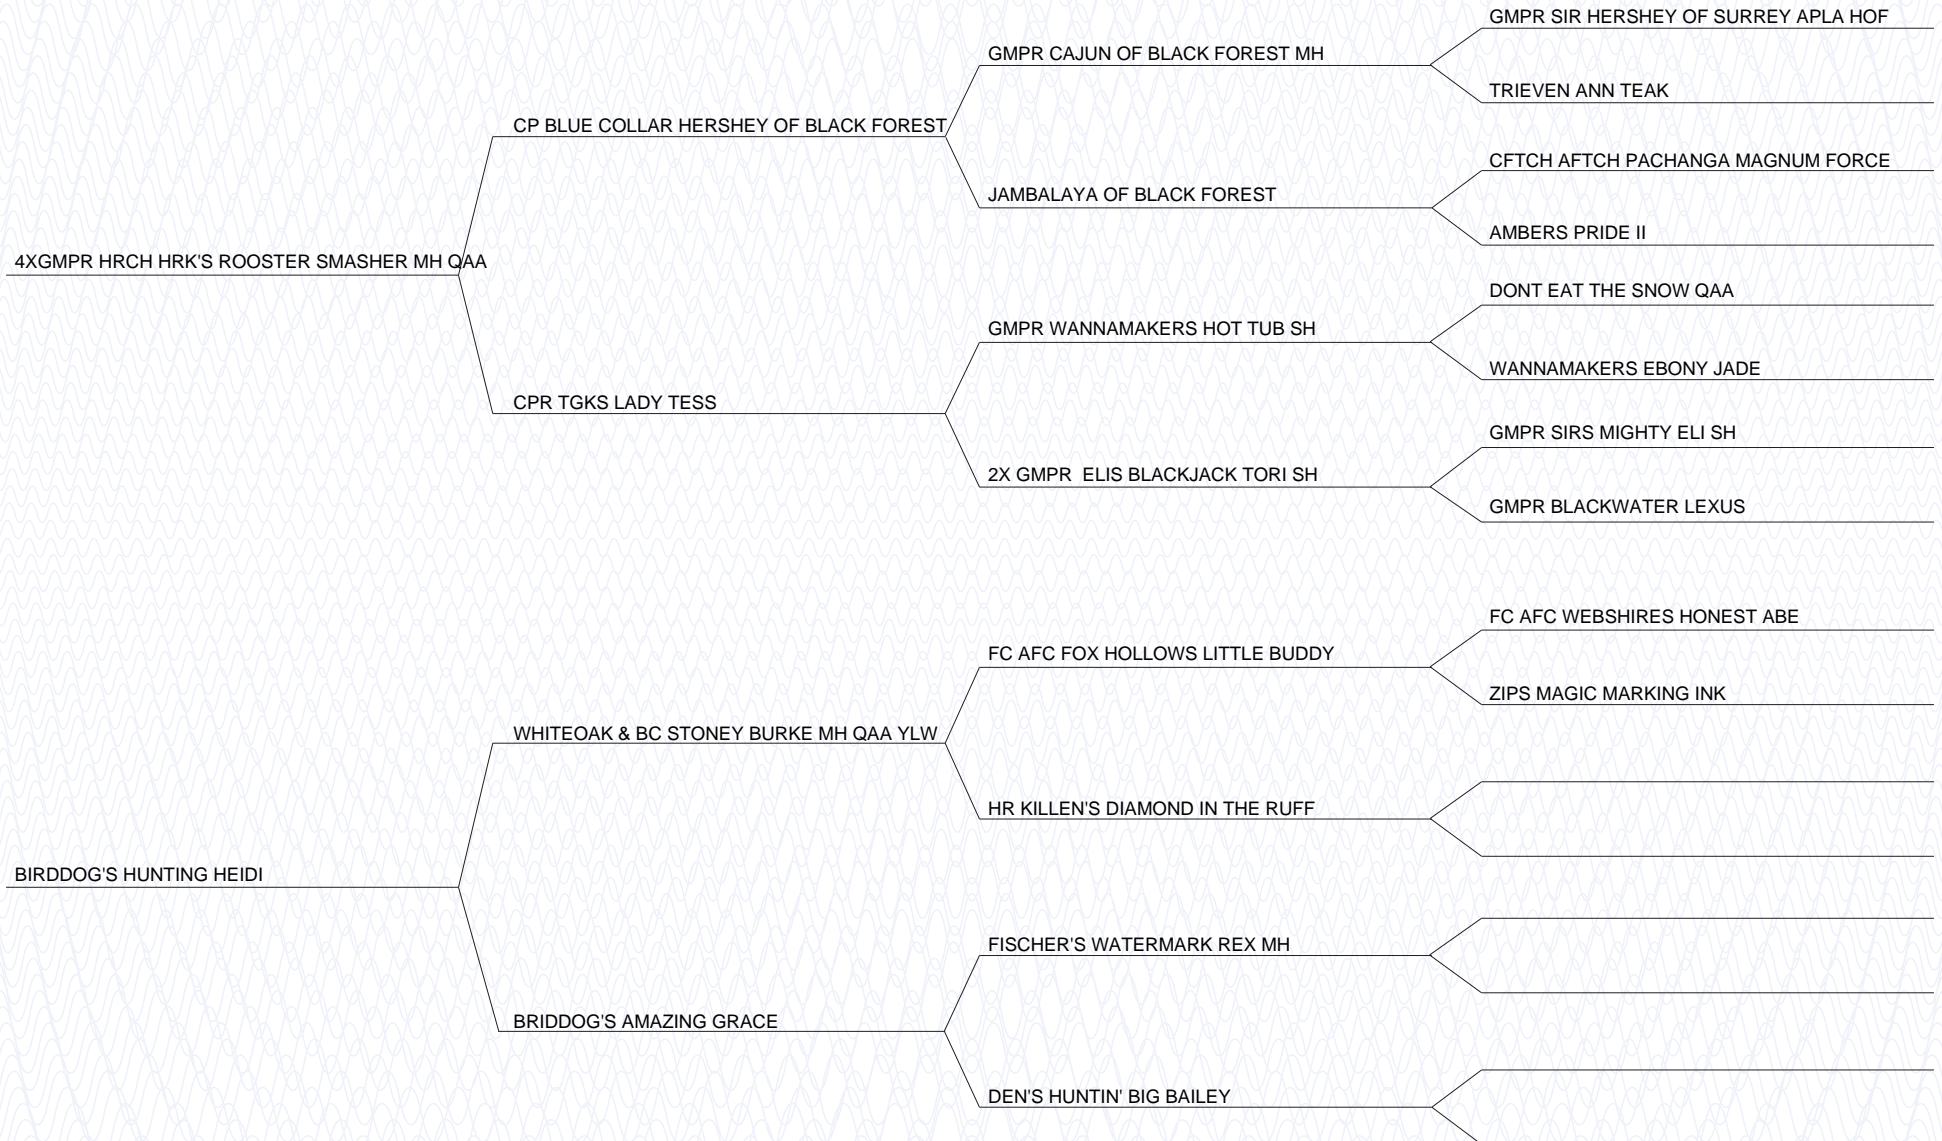 GMPR SIR HERSHEY OF SURREY APLA HOF
GMPR CAJUN OF BLACK FOREST MH
TRIEVEN ANN TEAK
CP BLUE COLLAR HERSHEY OF BLACK FOREST
CFTCH AFTCH PACHANGA MAGNUM FORCE
JAMBALAYA OF BLACK FOREST
AMBERS PRIDE II
4XGMPR HRCH HRK'S ROOSTER SMASHER MH QAA
DONT EAT THE SNOW QAA
GMPR WANNAMAKERS HOT TUB SH
WANNAMAKERS EBONY JADE
CPR TGKS LADY TESS
GMPR SIRS MIGHTY ELI SH
2X GMPR  ELIS BLACKJACK TORI SH
GMPR BLACKWATER LEXUS
FC AFC WEBSHIRES HONEST ABE
FC AFC FOX HOLLOWS LITTLE BUDDY
ZIPS MAGIC MARKING INK
WHITEOAK & BC STONEY BURKE MH QAA YLW
HR KILLEN'S DIAMOND IN THE RUFF
BIRDDOG'S HUNTING HEIDI
FISCHER'S WATERMARK REX MH
BRIDDOG'S AMAZING GRACE
DEN'S HUNTIN' BIG BAILEY